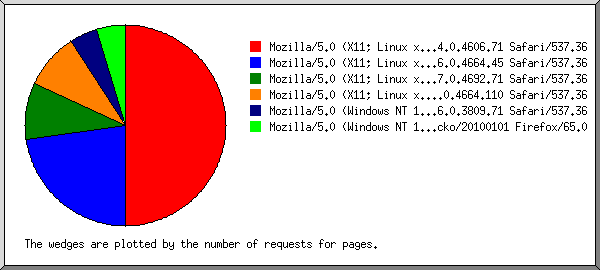 Mozilla/5.0 (X11; Linux x...4.0.4606.71 Safari/537.36
Mozilla/5.0 (X11; Linux x...6.0.4664.45 Safari/537.36
Mozilla/5.0 (X11; Linux x...7.0.4692.71 Safari/537.36
Mozilla/5.0 (X11; Linux x....0.4664.110 Safari/537.36
Mozilla/5.0 (Windows NT 1...6.0.3809.71 Safari/537.36
Mozilla/5.0 (Windows NT 1...cko/20100101 Firefox/65.0
The wedges are plotted by the number of requests for pages.